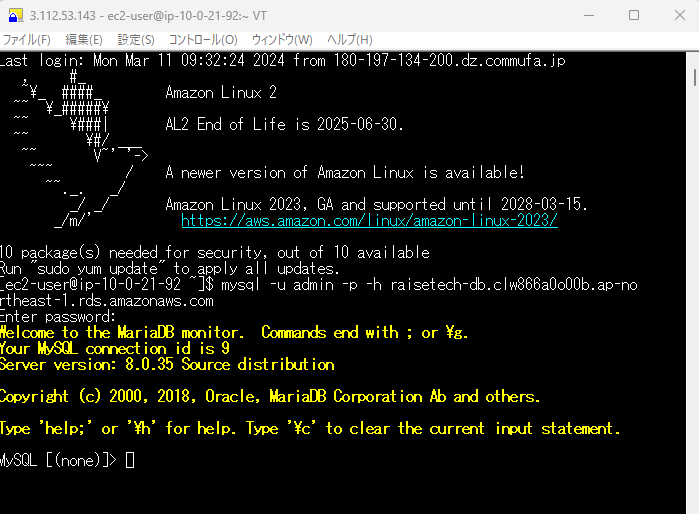 3.112.53.143 - ec2-user@ip-10-0-21-92:~ VT
ファイル(F) 編集(E) 設定(S) コントロール(O) ウィンドウ(W) ヘルプ(H)
Last login: Mon Mar 11 09:32:24 2024 from 180-197-134-200.dz.commufa.jp
   ,     #_
   ~¥_  ####_        Amazon Linux 2
  ~~  ¥_#####¥
  ~~     ¥###|       AL2 End of Life is 2025-06-30.
  ~~       ¥#/ ___
   ~~       V~' '->
    ~~~         /    A newer version of Amazon Linux is available!
      ~~._.   _/
         _/ _/       Amazon Linux 2023, GA and supported until 2028-03-15.
       _/m/'           https://aws.amazon.com/linux/amazon-linux-2023/
10 package(s) needed for security, out of 10 available
Run "sudo yum update" to apply all updates.
[ec2-user@ip-10-0-21-92 ~]$ mysql -u admin -p -h raisetech-db.clw866a0o00b.ap-no
rtheast-1.rds.amazonaws.com
Enter password:
Welcome to the MariaDB monitor.  Commands end with ; or ¥g.
Your MySQL connection id is 9
Server version: 8.0.35 Source distribution
Copyright (c) 2000, 2018, Oracle, MariaDB Corporation Ab and others.
Type 'help;' or '¥h' for help. Type '¥c' to clear the current input statement.
MySQL [(none)]>